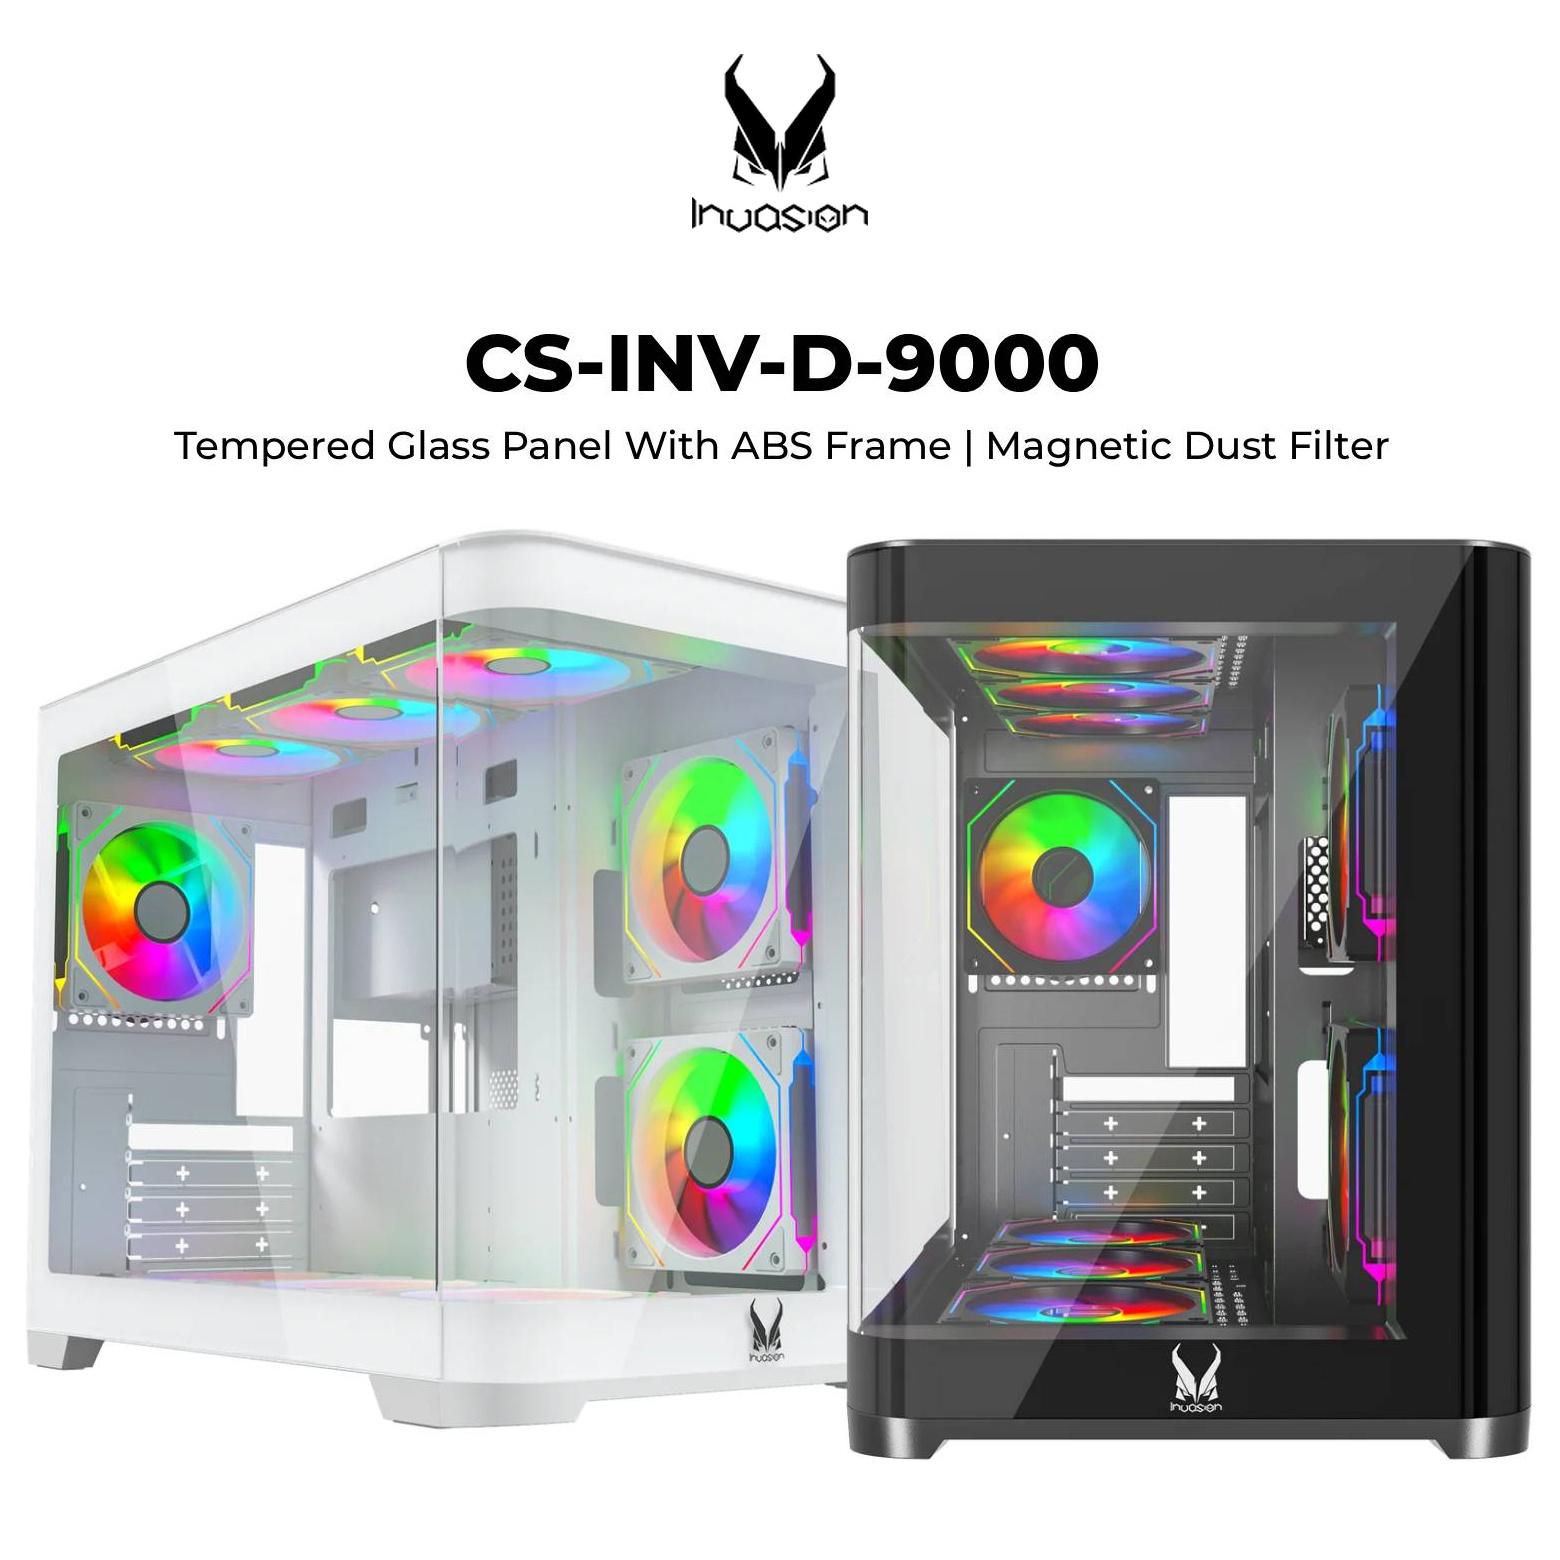 Invasion
CS-INV-D-9000
Tempered Glass Panel With ABS Frame | Magnetic Dust Filter
Invasion
Invasion